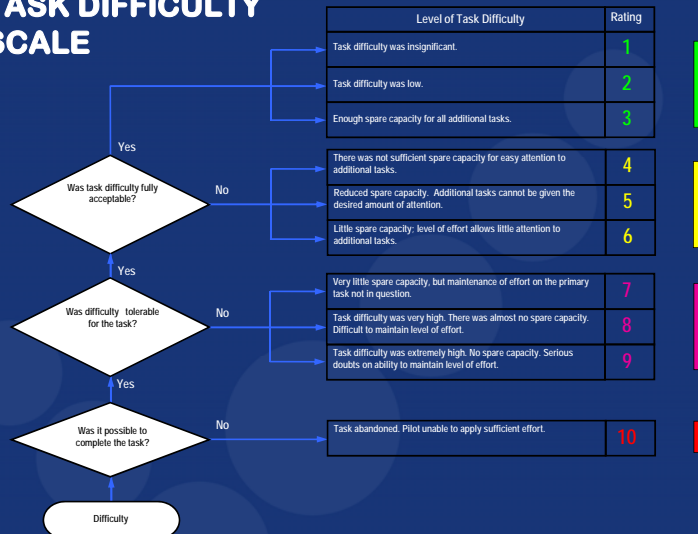 TASK DIFFICULTY
SCALE
Level of Task Difficulty
Rating
Task difficulty was insignificant.
1
Task difficulty was low.
2
Enough spare capacity for all additional tasks.
3
Yes
There was not sufficient spare capacity for easy attention to
additional tasks.
4
Was task difficulty fully
acceptable?
No
Reduced spare capacity. Additional tasks cannot be given the
desired amount of attention.
5
Little spare capacity; level of effort allows little attention to
additional tasks.
6
Yes
Very little spare capacity, but maintenance of effort on the primary
task not in question.
7
Was difficulty tolerable
for the task?
No
Task difficulty was very high. There was almost no spare capacity.
Difficult to maintain level of effort.
8
Task difficulty was extremely high. No spare capacity. Serious
doubts on ability to maintain level of effort.
9
Yes
Was it possible to
complete the task?
No
Task abandoned. Pilot unable to apply sufficient effort.
10
Difficulty